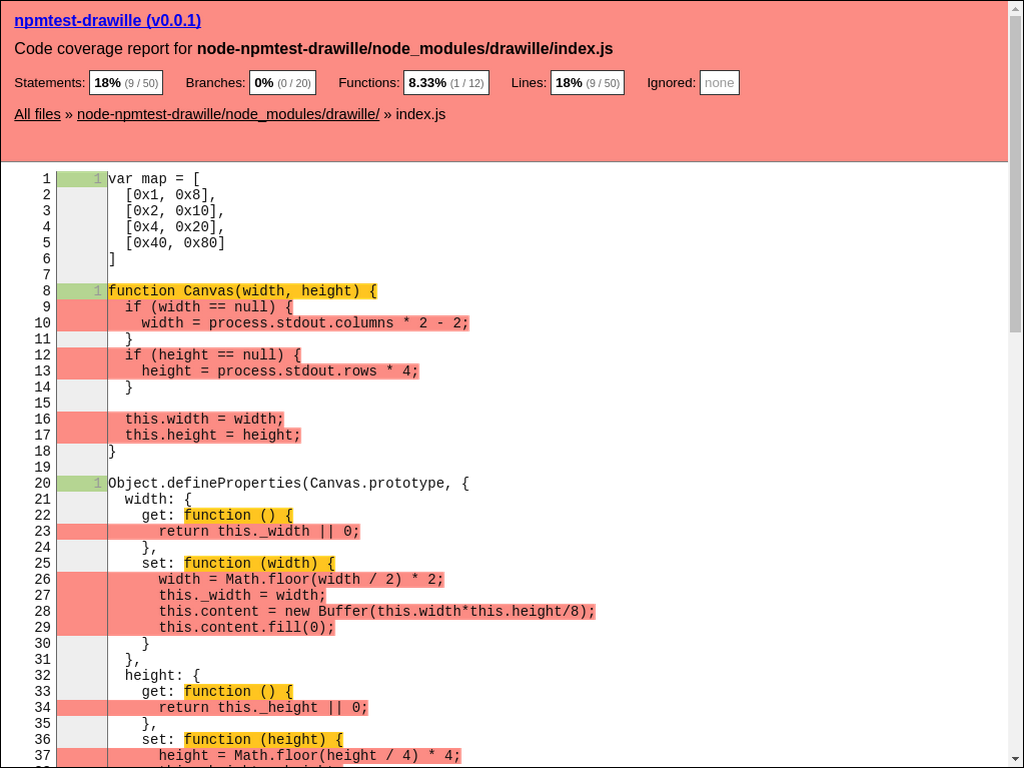 npmtest-drawille (v0.0.1)
Code coverage report for node-npmtest-drawille/node_modules/drawille/index.js
Statements: 18% (9 / 50) Branches: 0% (0 / 20) Functions: 8.33% (1 / 12) Lines: 18% (9 / 50) Ignored: none
All files » node-npmtest-drawille/node_modules/drawille/ » index.js
1 1 var map = [
2 [0x1, 0x8],
3 [0x2, 0x10],
4 [0x4, 0x20],
5 [0x40, 0x80]
6 ]
7
8 1 function Canvas(width, height) {
9 if (width == null) {
10 width = process.stdout.columns * 2 - 2;
11 }
12 if (height == null) {
13 height = process.stdout.rows * 4;
14 }
15
16 this.width = width;
17 this.height = height;
18 }
19
20 1 Object.defineProperties(Canvas.prototype, {
21 width: {
22 get: function () {
23 return this._width || 0;
24 },
25 set: function (width) {
26 width = Math.floor(width / 2) * 2;
27 this._width = width;
28 this.content = new Buffer(this.width*this.height/8);
29 this.content.fill(0);
30 }
31 },
32 height: {
33 get: function () {
34 return this._height || 0;
35 },
36 set: function (height) {
37 height = Math.floor(height / 4) * 4;